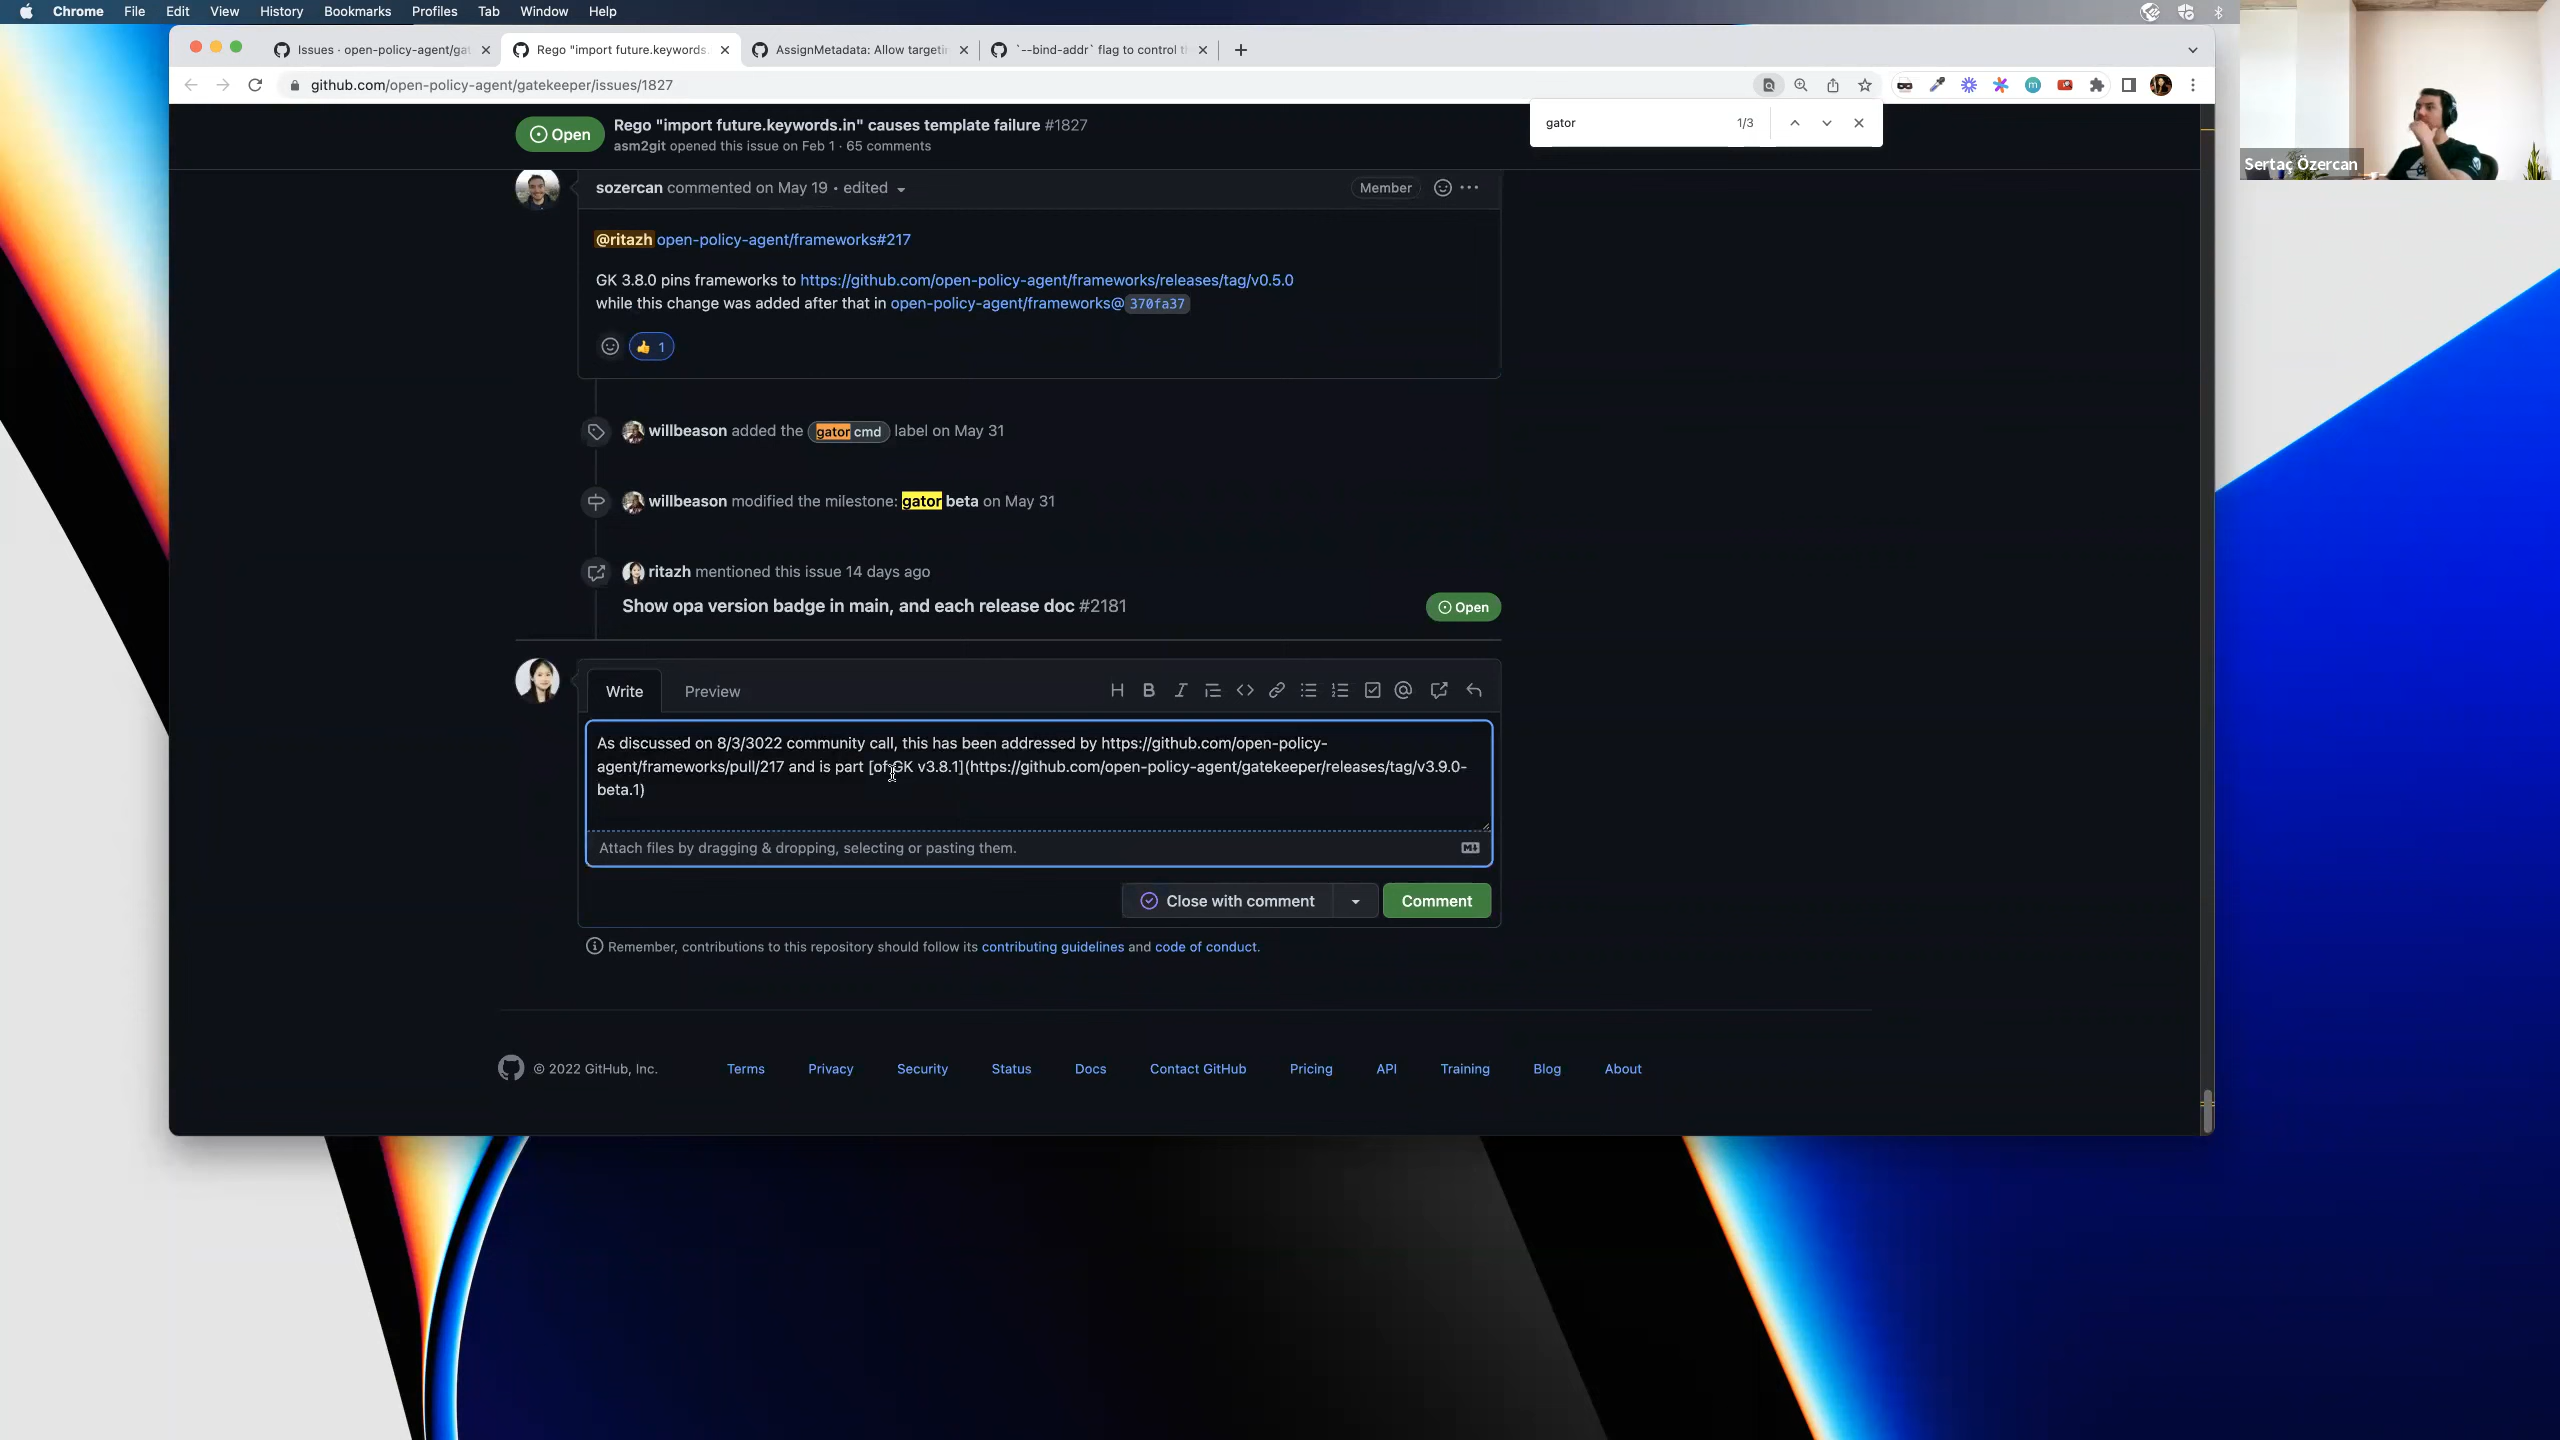 Chrome File Edit View History Bookmarks Profiles Tab Window Help
Issues · open-policy-agent/gat
Rego "import future.keywords.
AssignMetadata: Allow targetin
`--bind-addr` flag to control th
github.com/open-policy-agent/gatekeeper/issues/1827
gator 1/3
Sertaç Özercan
Open
Rego "import future.keywords.in" causes template failure #1827
asm2git opened this issue on Feb 1 · 65 comments
sozercan commented on May 19 • edited
Member
@ritazh open-policy-agent/frameworks#217
GK 3.8.0 pins frameworks to https://github.com/open-policy-agent/frameworks/releases/tag/v0.5.0
while this change was added after that in open-policy-agent/frameworks@370fa37
👍 1
willbeason added the gator cmd label on May 31
willbeason modified the milestone: gator beta on May 31
ritazh mentioned this issue 14 days ago
Show opa version badge in main, and each release doc #2181
Open
Write Preview
As discussed on 8/3/3022 community call, this has been addressed by https://github.com/open-policy-
agent/frameworks/pull/217 and is part [of GK v3.8.1](https://github.com/open-policy-agent/gatekeeper/releases/tag/v3.9.0-
beta.1)
Attach files by dragging & dropping, selecting or pasting them.
Close with comment
Comment
Remember, contributions to this repository should follow its contributing guidelines and code of conduct.
© 2022 GitHub, Inc. Terms Privacy Security Status Docs Contact GitHub Pricing API Training Blog About